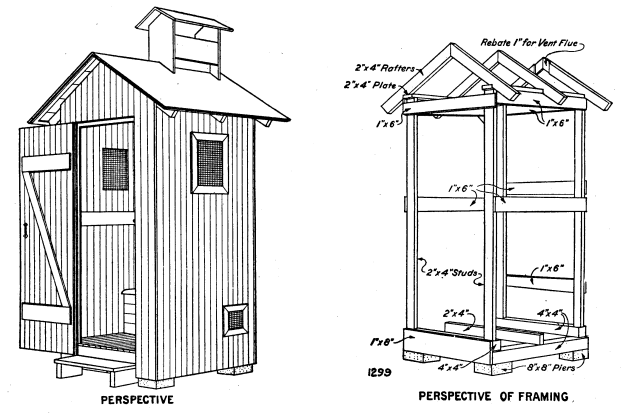 Rebate 1" for Vent Flue
2"x4" Rafters
2"x4" Plate
1"x6"
1"x6"
1"x6"
2"x4" Studs
1"x6"
2"x4"
4"x4"
1"x8"
4"x4"
8"x8" Piers
1299
PERSPECTIVE
PERSPECTIVE OF FRAMING